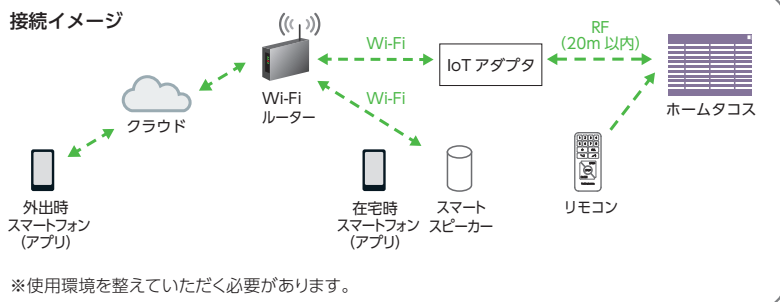 接続イメージ
Wi-Fi
RF
（20m 以内）
IoT アダプタ
Wi-Fi
ルーター
Wi-Fi
クラウド
ホームタコス
外出時
スマートフォン
（アプリ）
在宅時
スマートフォン
（アプリ）
スマート
スピーカー
リモコン
※使用環境を整えていただく必要があります。